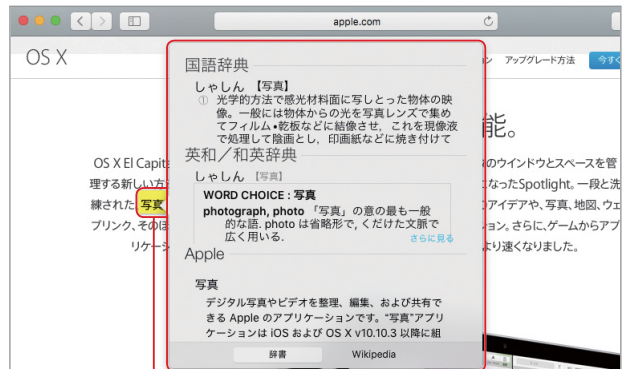 apple.com
OS X
ン アップグレード方法 今すぐ
能。
OS X El Capit
のウインドウとスペースを管
理する新しい方
なったSpotlight。一段と洗
練された 写真
アイデアや、写真、地図、ウェ
ブリンク、そのほ
ョン。さらに、ゲームからアプ
リケーシ
より速くなりました。
国語辞典
しゃしん 【写真】
① 光学的方法で感光材料面に写しとった物体の映
像。一般には物体からの光を写真レンズで集め
てフィルム・乾板などに結像させ、これを現像液
で処理して陰画とし、印画紙などに焼き付けて
英和／和英辞典
しゃしん [写真]
WORD CHOICE : 写真
photograph, photo 「写真」の意の最も一般
的な語. photo は省略形で, くだけた文脈で
広く用いる.
さらに見る
Apple
写真
デジタル写真やビデオを整理、編集、および共有で
きる Apple のアプリケーションです。“写真”アプリ
ケーションは iOS および OS X v10.10.3 以降に組
辞書 Wikipedia